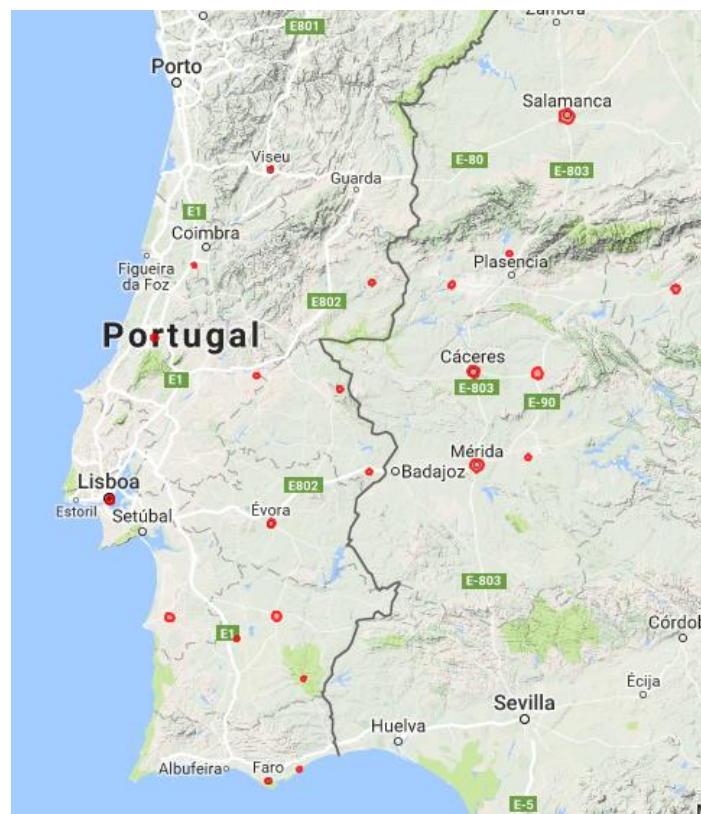 Zamora
E801
Porto
Salamanca
E-80
Viseu
E-803
Guarda
E1
Coimbra
Figueira
da Foz
Plasencia
E802
Portugal
Cáceres
E1
E-803
E-90
Mérida
Badajoz
Lisboa
E802
Estoril
Setúbal
Évora
E-803
E1
Córdob
Écija
Sevilla
Huelva
Albufeira
Faro
E-5